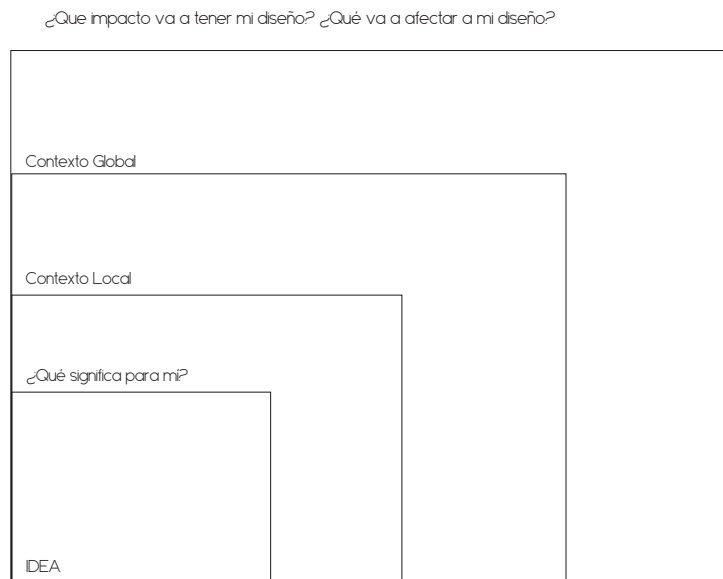 ¿Que impacto va a tener mi diseño? ¿Qué va a afectar a mi diseño?
Contexto Global
Contexto Local
¿Qué significa para mí?
IDEA